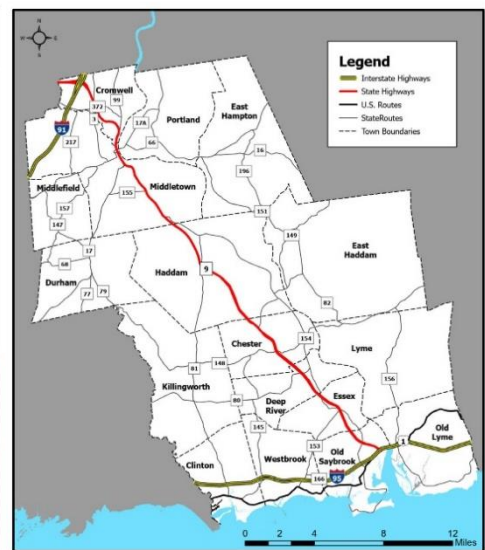 N
W
E
S
Legend
Interstate Highways
State Highways
U.S. Routes
StateRoutes
Town Boundaries
Cromwell
372
99
3
91
217
17A
Portland
66
East
Hampton
16
196
Middlefield
157
147
155
Middletown
151
149
East
Haddam
68
17
Durham
77
79
Haddam
9
82
Chester
154
Lyme
81
148
Killingworth
80
Deep
River
Essex
156
145
Old
Lyme
1
153
Clinton
Westbrook
Old
Saybrook
166
95
0
2
4
8
12
Miles